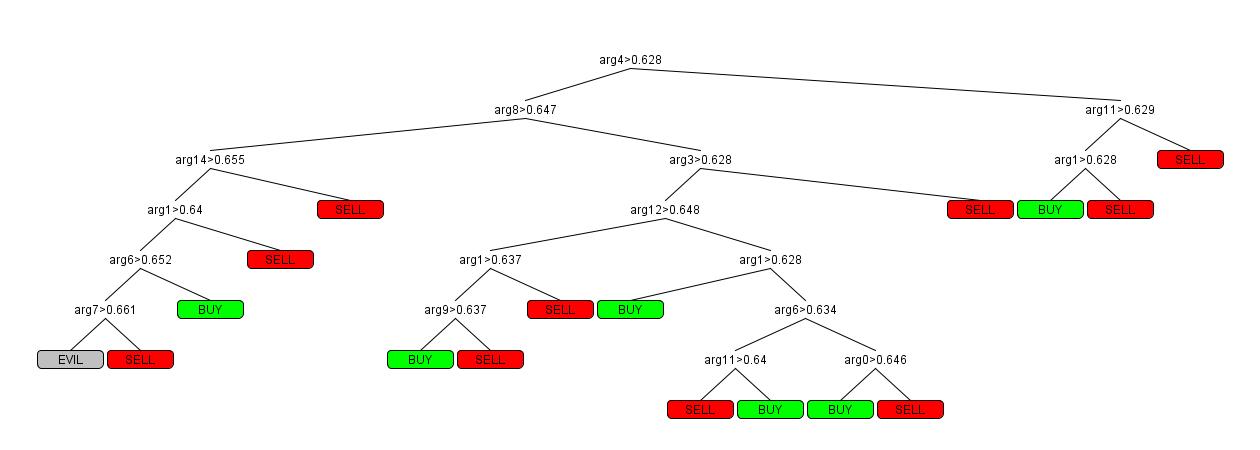 arg4>0.628
arg8>0.647 arg11>0.629
arg14>0.655 arg3>0.628 arg1>0.628 SELL
arg1>0.64 SELL arg12>0.648 SELL BUY SELL
arg6>0.652 SELL arg1>0.637 arg1>0.628
arg7>0.661 BUY arg9>0.637 SELL BUY arg6>0.634
EVIL SELL BUY SELL arg11>0.64 arg0>0.646
SELL BUY BUY SELL